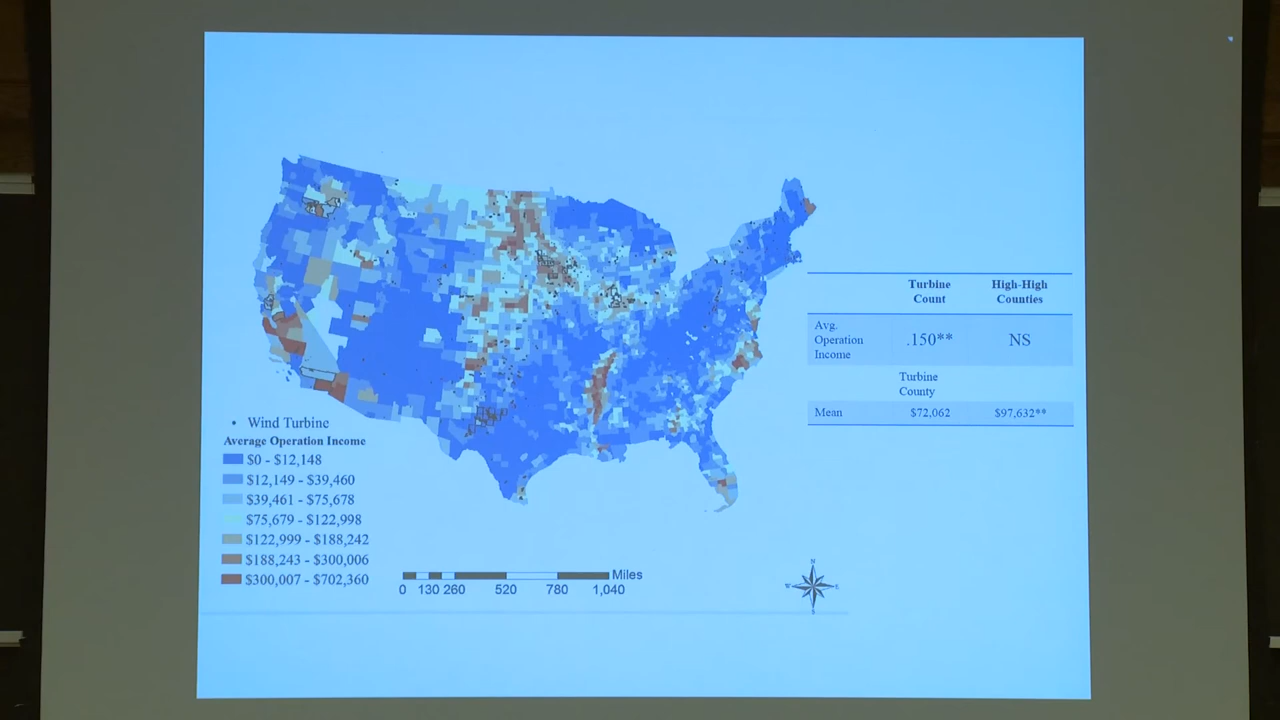 Turbine
Count
High-High
Counties
Avg.
Operation
Income
.150**
NS
Turbine
County
Mean
$72,062
$97,632**
Wind Turbine
Average Operation Income
$0 - $12,148
$12,149 - $39,460
$39,461 - $75,678
$75,679 - $122,998
$122,999 - $188,242
$188,243 - $300,006
$300,007 - $702,360
Miles
0 130 260 520 780 1,040
N
W E
S